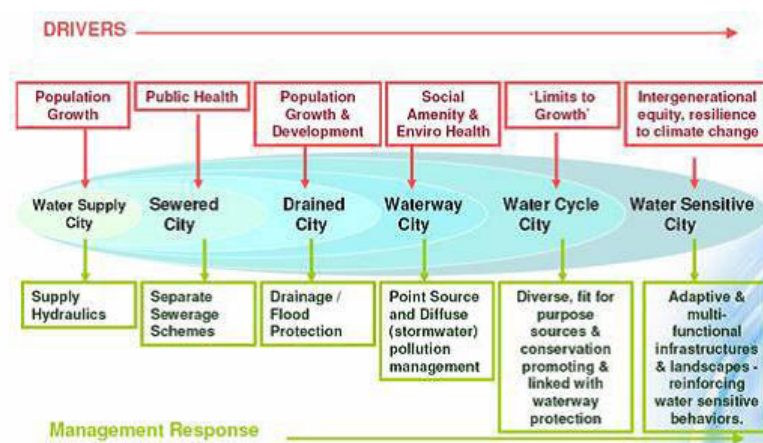 DRIVERS
Population
Growth
Public Health
Population
Growth &
Development
Social
Amenity &
Enviro Health
'Limits to
Growth'
Intergenerational
equity, resilience
to climate change
Water Supply
City
Sewered
City
Drained
City
Waterway
City
Water Cycle
City
Water Sensitive
City
Supply
Hydraulics
Separate
Sewerage
Schemes
Drainage /
Flood
Protection
Point Source
and Diffuse
(stormwater)
pollution
management
Diverse, fit for
purpose
sources &
conservation
promoting &
linked with
waterway
protection
Adaptive &
multi-
functional
infrastructures
& landscapes -
reinforcing
water sensitive
behaviors.
Management Response